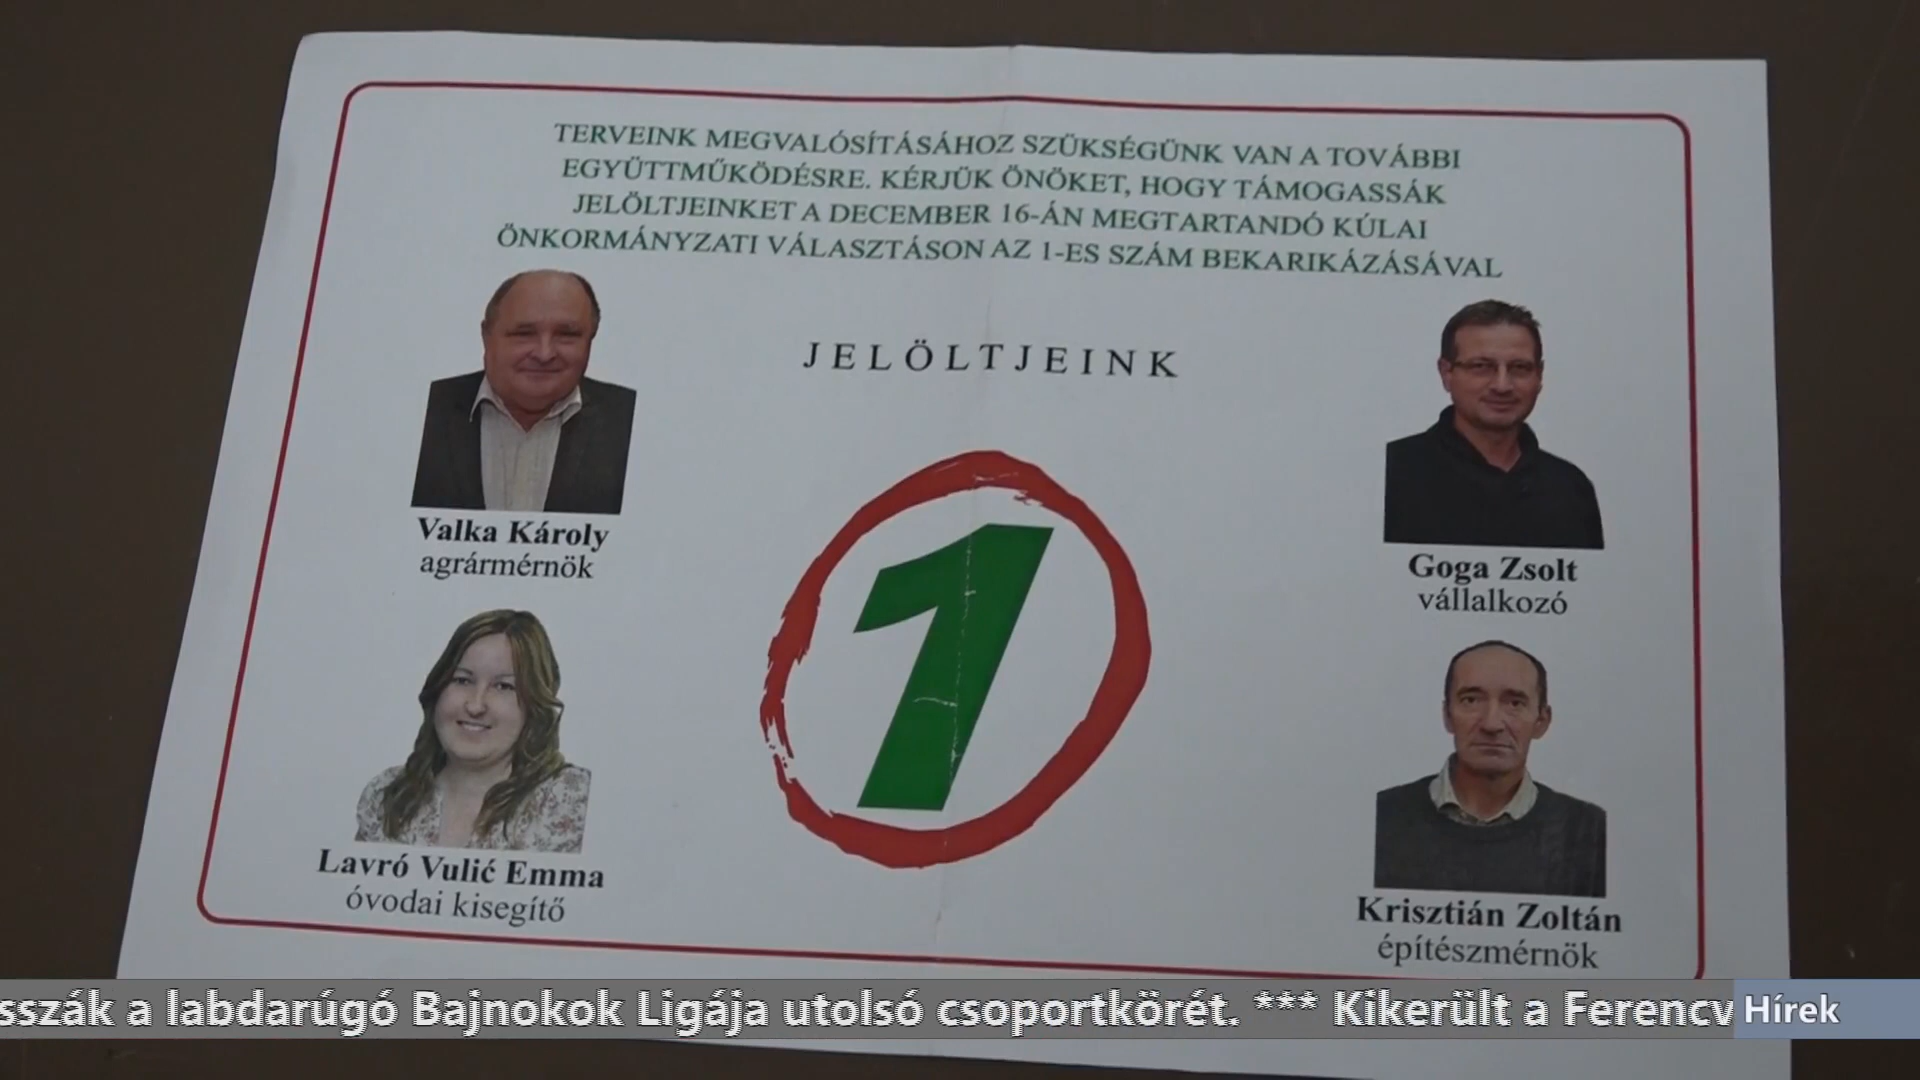 TERVEINK MEGVALÓSÍTÁSÁHOZ SZÜKSÉGÜNK VAN A TOVÁBBI
EGYÜTTMŰKÖDÉSRE. KÉRJÜK ÖNÖKET, HOGY TÁMOGASSÁK
JELÖLTJEINKET A DECEMBER 16-ÁN MEGTARTANDÓ KÚLAI
ÖNKORMÁNYZATI VÁLASZTÁSON AZ 1-ES SZÁM BEKARIKÁZÁSÁVAL
JELÖLTJEINK
1
Valka Károly
agrármérnök
Goga Zsolt
vállalkozó
Lavró Vulić Emma
óvodai kisegítő
Krisztián Zoltán
építészmérnök
sszák a labdarúgó Bajnokok Ligája utolsó csoportkörét. *** Kikerült a Ferencv
Hírek